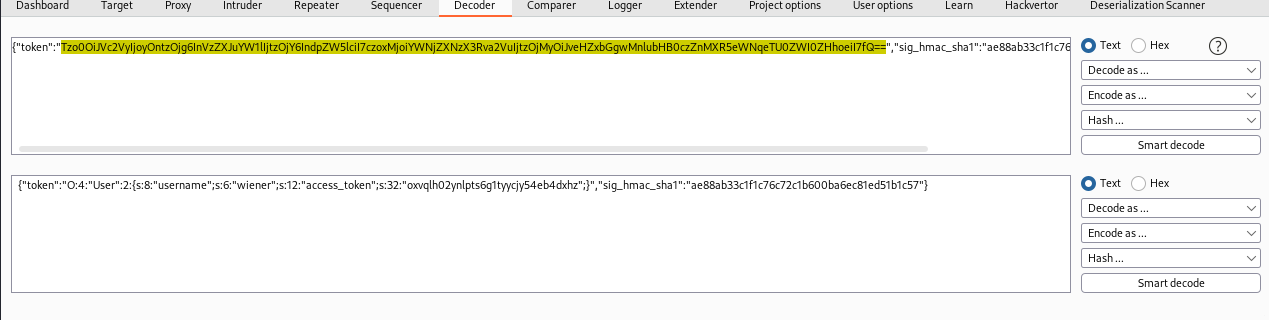 Dashboard Target Proxy Intruder Repeater Sequencer Decoder Comparer Logger Extender Project options User options Learn Hackvertor Deserialization Scanner
{"token":"Tzo0OiJVc2VyIjoyOntzOjg6InVzZXJuYW1lIjtzOjY6IndpZW5lciI7czoxMjoiYWNjZXNzX3Rva2VuIjtzOjMyOiJveHZxbGgwMnlubHB0czZnMXR5eWNqeTU0ZWI0ZHhoeiI7fQ==","sig_hmac_sha1":"ae88ab33c1f1c76
Text Hex ?
Decode as ...
Encode as ...
Hash ...
Smart decode
{"token":"O:4:"User":2:{s:8:"username";s:6:"wiener";s:12:"access_token";s:32:"oxvqlh02ynlpts6g1tyycjy54eb4dxhz";}","sig_hmac_sha1":"ae88ab33c1f1c76c72c1b600ba6ec81ed51b1c57"}
Text Hex
Decode as ...
Encode as ...
Hash ...
Smart decode